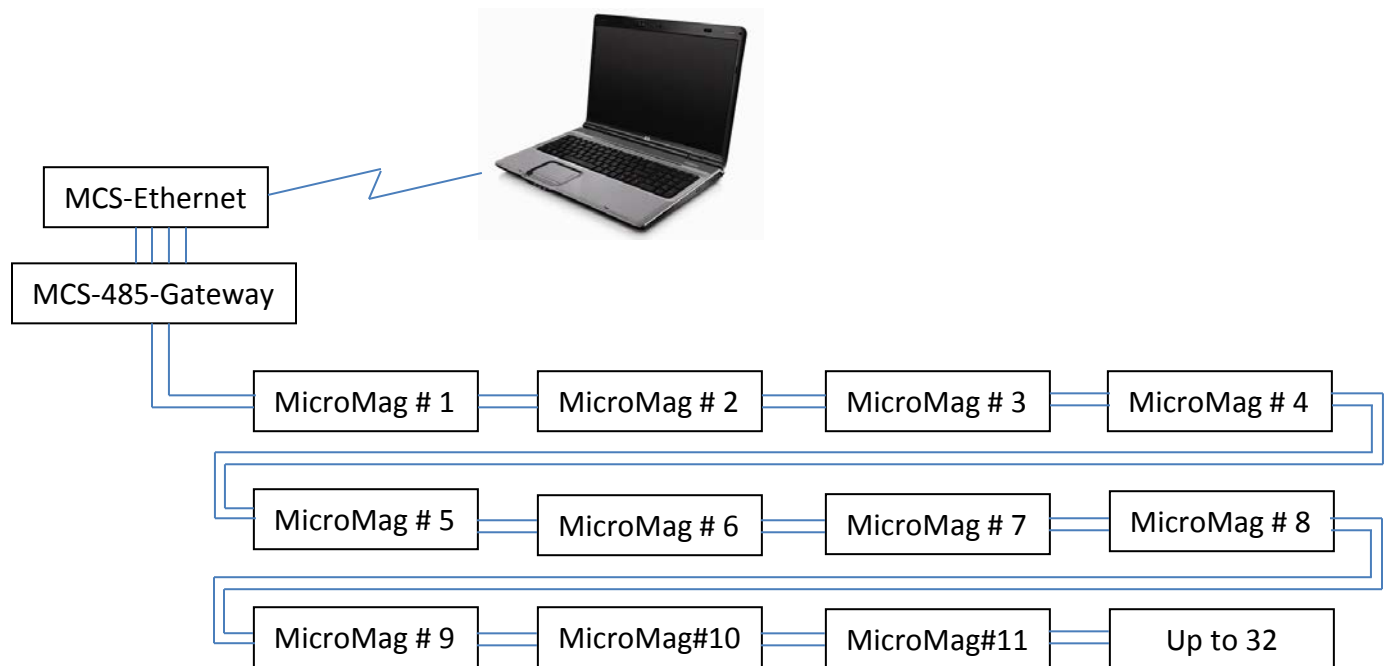 MCS-Ethernet
MCS-485-Gateway
MicroMag # 1
MicroMag # 2
MicroMag # 3
MicroMag # 4
MicroMag # 5
MicroMag # 6
MicroMag # 7
MicroMag # 8
MicroMag # 9
MicroMag#10
MicroMag#11
Up to 32